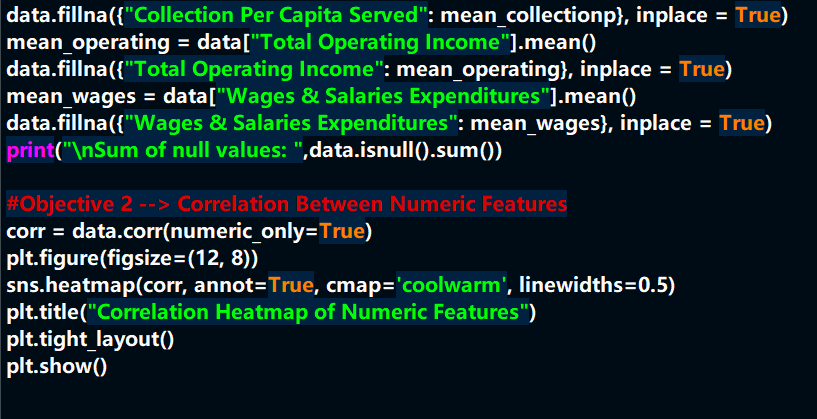 data.fillna({"Collection Per Capita Served": mean_collectionp}, inplace = True)
mean_operating = data["Total Operating Income"].mean()
data.fillna({"Total Operating Income": mean_operating}, inplace = True)
mean_wages = data["Wages & Salaries Expenditures"].mean()
data.fillna({"Wages & Salaries Expenditures": mean_wages}, inplace = True)
print("\nSum of null values: ",data.isnull().sum())
#Objective 2 --> Correlation Between Numeric Features
corr = data.corr(numeric_only=True)
plt.figure(figsize=(12, 8))
sns.heatmap(corr, annot=True, cmap='coolwarm', linewidths=0.5)
plt.title("Correlation Heatmap of Numeric Features")
plt.tight_layout()
plt.show()